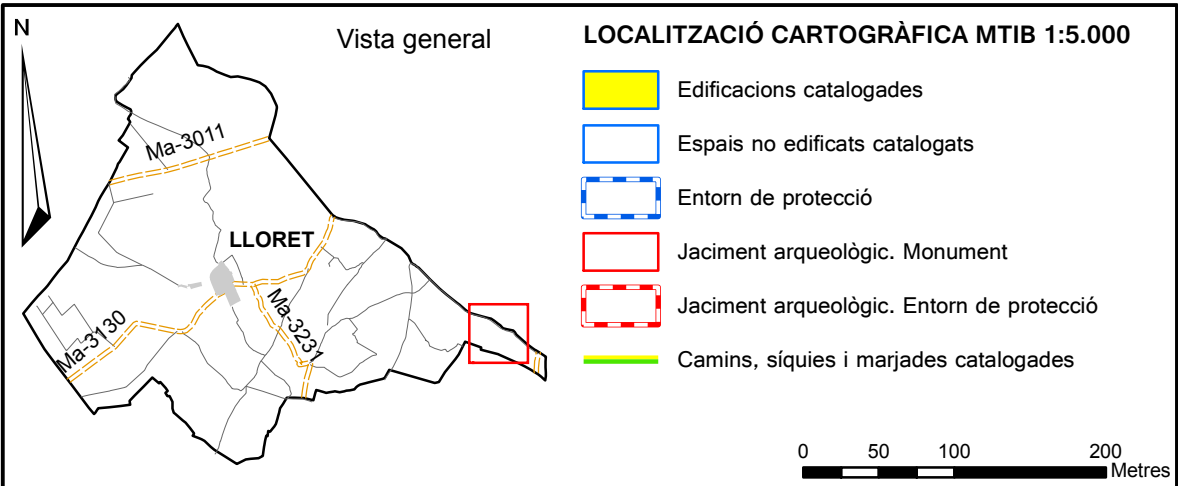 N
Vista general
Ma-3011
LLORET
Ma-3130
Ma-3231
LOCALITZACIÓ CARTOGRÀFICA MTIB 1:5.000
Edificacions catalogades
Espais no edificats catalogats
Entorn de protecció
Jaciment arqueològic. Monument
Jaciment arqueològic. Entorn de protecció
Camins, síquies i marjades catalogades
0 50 100 200
Metres